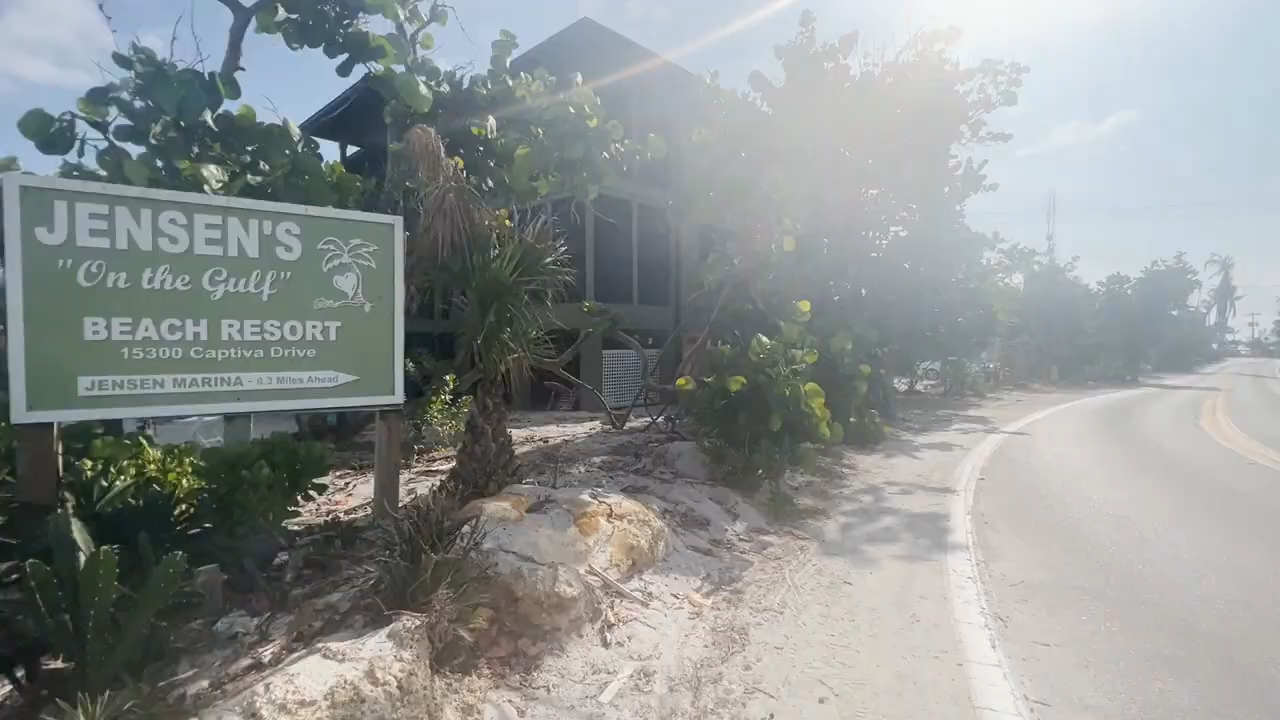 JENSEN'S
"On the Gulf"
BEACH RESORT
15300 Captiva Drive
JENSEN MARINA - 0.3 Miles Ahead